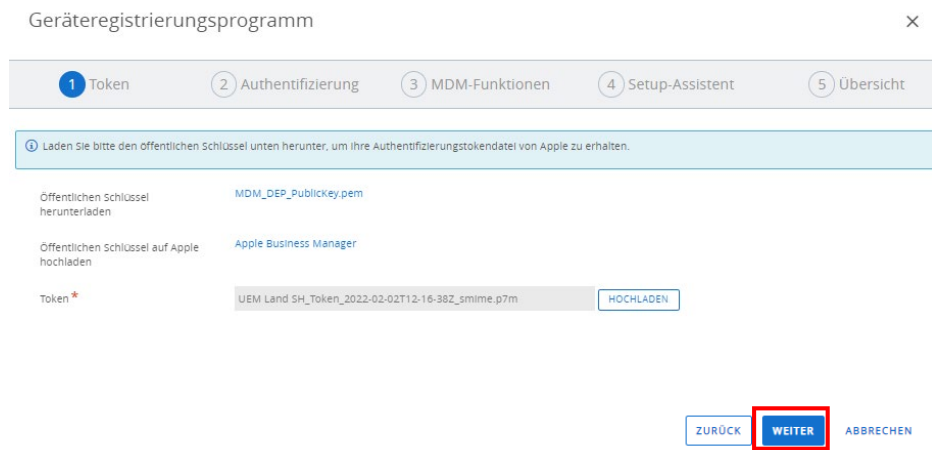 Geräteregistrierungsprogramm
1 Token
2 Authentifizierung
3 MDM-Funktionen
4 Setup-Assistent
5 Übersicht
Laden Sie bitte den öffentlichen Schlüssel unten herunter, um Ihre Authentifizierungstokendatei von Apple zu erhalten.
Öffentlichen Schlüssel
herunterladen
MDM_DEP_PublicKey.pem
Öffentlichen Schlüssel auf Apple
hochladen
Apple Business Manager
Token *
UEM Land SH_Token_2022-02-02T12-16-38Z_smime.p7m
HOCHLADEN
ZURÜCK
WEITER
ABBRECHEN